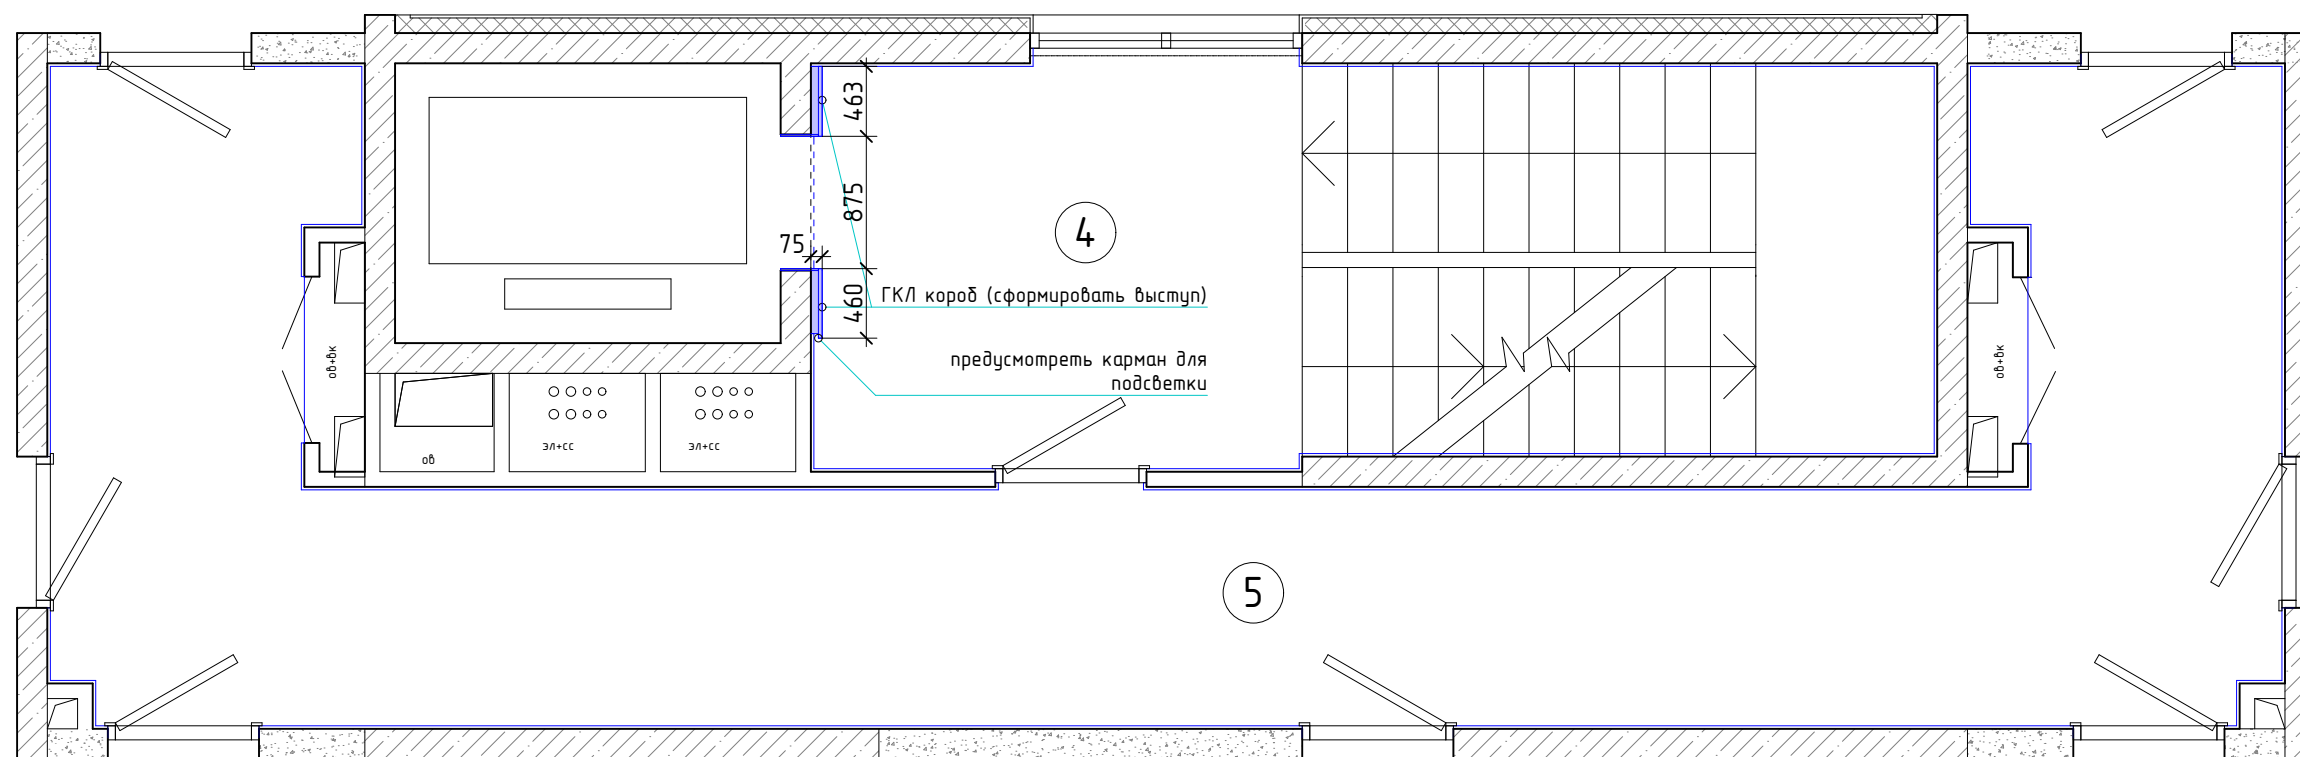 463
875
4
75
460
ГКЛ короб (сформировать выступ)
предусмотреть карман для
подсветки
ов+вк
ов+вк
ов
эл+сс
эл+сс
5